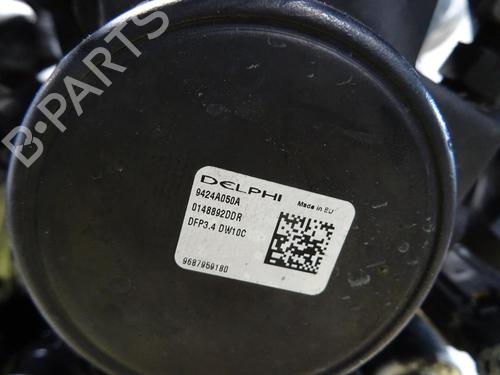 B-PARTS
DELPHI
Made in EU
9424A050A
0148892DDR
DFP3.4 DW10C
9687959180